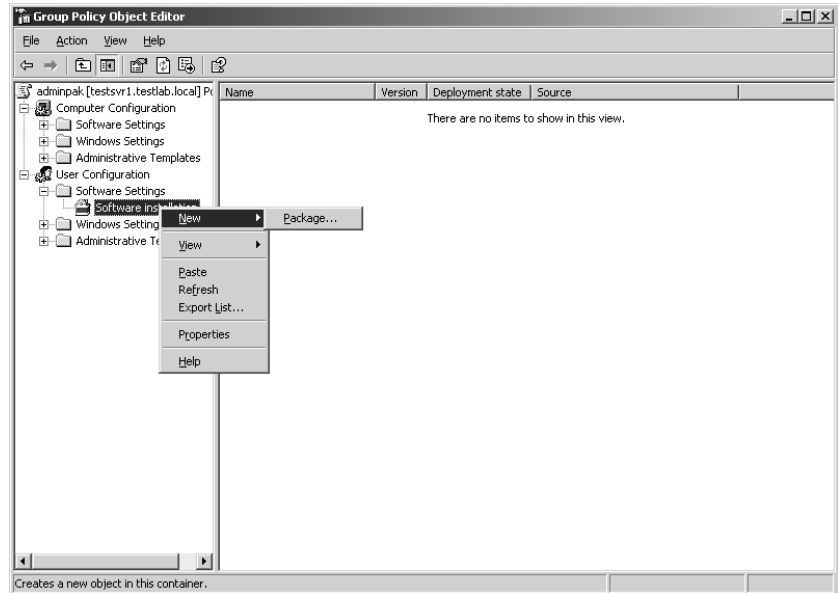 Group Policy Object Editor
File Action View Help
adminpak [testsvr1.testlab.local] Po
Computer Configuration
Software Settings
Windows Settings
Administrative Templates
User Configuration
Software Settings
Software installation
Windows Setting
Administrative Te
Name Version Deployment state Source
There are no items to show in this view.
New
Package...
View
Paste
Refresh
Export List...
Properties
Help
Creates a new object in this container.